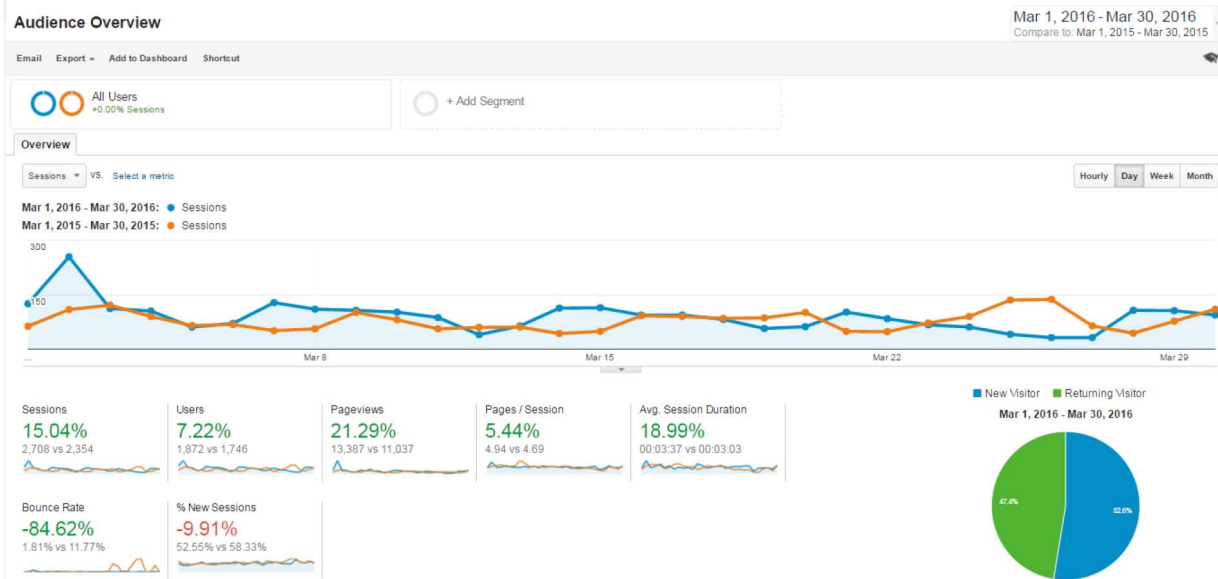 Audience Overview
Mar 1, 2016 - Mar 30, 2016
Compare to: Mar 1, 2015 - Mar 30, 2015
Email Export Add to Dashboard Shortcut
All Users
+0.00% Sessions
+ Add Segment
Overview
Sessions VS. Select a metric
Hourly Day Week Month
Mar 1, 2016 - Mar 30, 2016: Sessions
Mar 1, 2015 - Mar 30, 2015: Sessions
300
150
... Mar 8 Mar 15 Mar 22 Mar 29
New Visitor Returning Visitor
Mar 1, 2016 - Mar 30, 2016
Sessions Users Pageviews Pages / Session Avg. Session Duration
15.04% 7.22% 21.29% 5.44% 18.99%
2,708 vs 2,354 1,872 vs 1,746 13,387 vs 11,037 4.94 vs 4.69 00:03:37 vs 00:03:03
47.4% 52.6%
Bounce Rate % New Sessions
-84.62% -9.91%
1.81% vs 11.77% 52.55% vs 58.33%